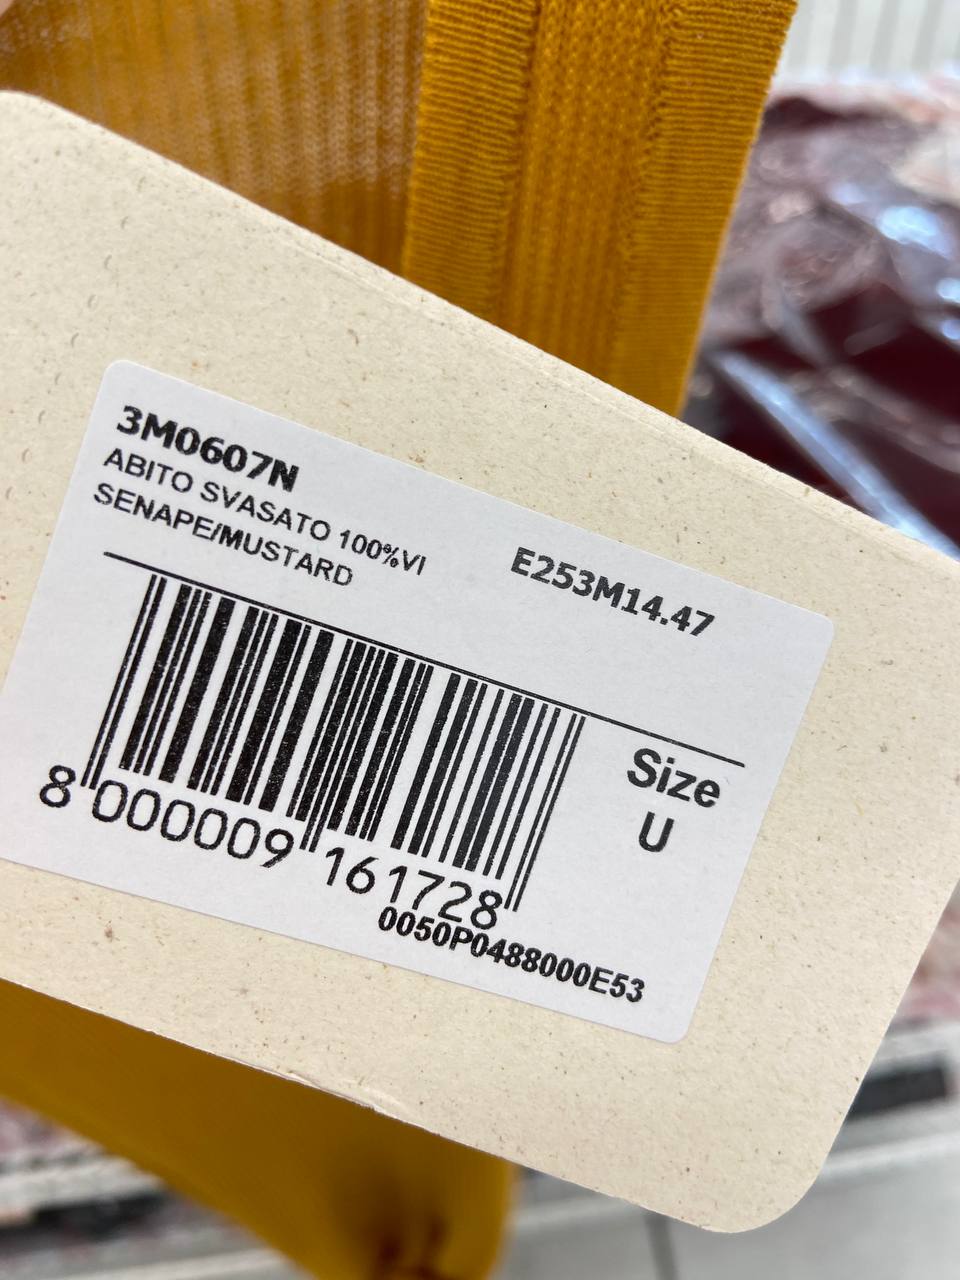 3M0607N
ABITO SVASATO 100%VI
SENAPE/MUSTARD
E253M14.47
Size
U
8 000009 161728
0050P0488000E53